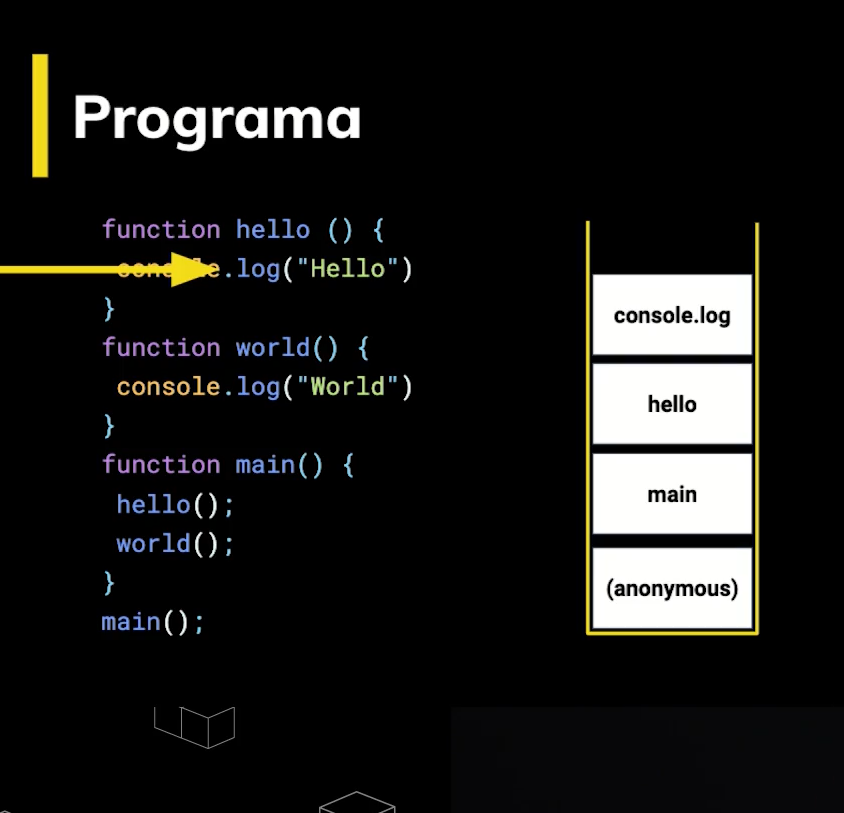 Programa
function hello () {
console.log("Hello")
}
function world() {
console.log("World")
}
function main() {
hello();
world();
}
main();
console.log
hello
main
(anonymous)